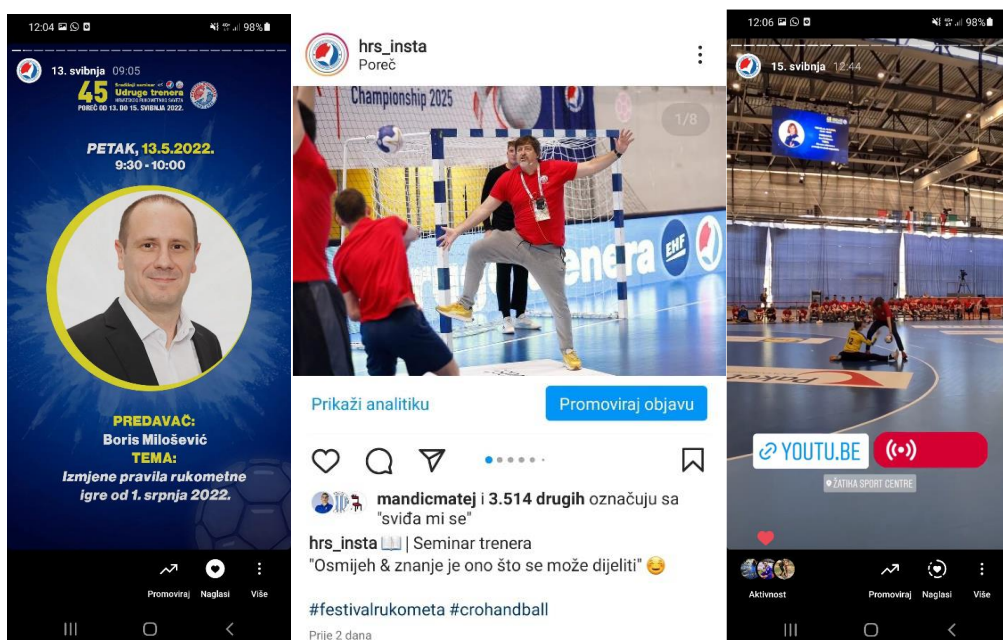 12:04
98%
13. svibnja 09:05
45
Udruge trenera
HRVATSKOG RUKOMETNOG SAVEZA
POREČ OD 13. DO 15. SVIBNJA 2022.
PETAK, 13.5.2022.
9:30 - 10:00
PREDAVAČ:
Boris Milošević
TEMA:
Izmjene pravila rukometne
igre od 1. srpnja 2022.
Promoviraj Naglasi Više
hrs_insta
Poreč
Championship 2025
1/8
EHF
Prikaži analitiku
Promoviraj objavu
mandicmatej i 3.514 drugih označuju sa
"sviđa mi se"
hrs_insta | Seminar trenera
"Osmijeh & znanje je ono što se može dijeliti"
#festivalrukometa #crohandball
Prije 2 dana
12:06
98%
15. svibnja 12:44
YOUTU.BE
ŽATIKA SPORT CENTRE
Aktivnost
Promoviraj Naglasi Više